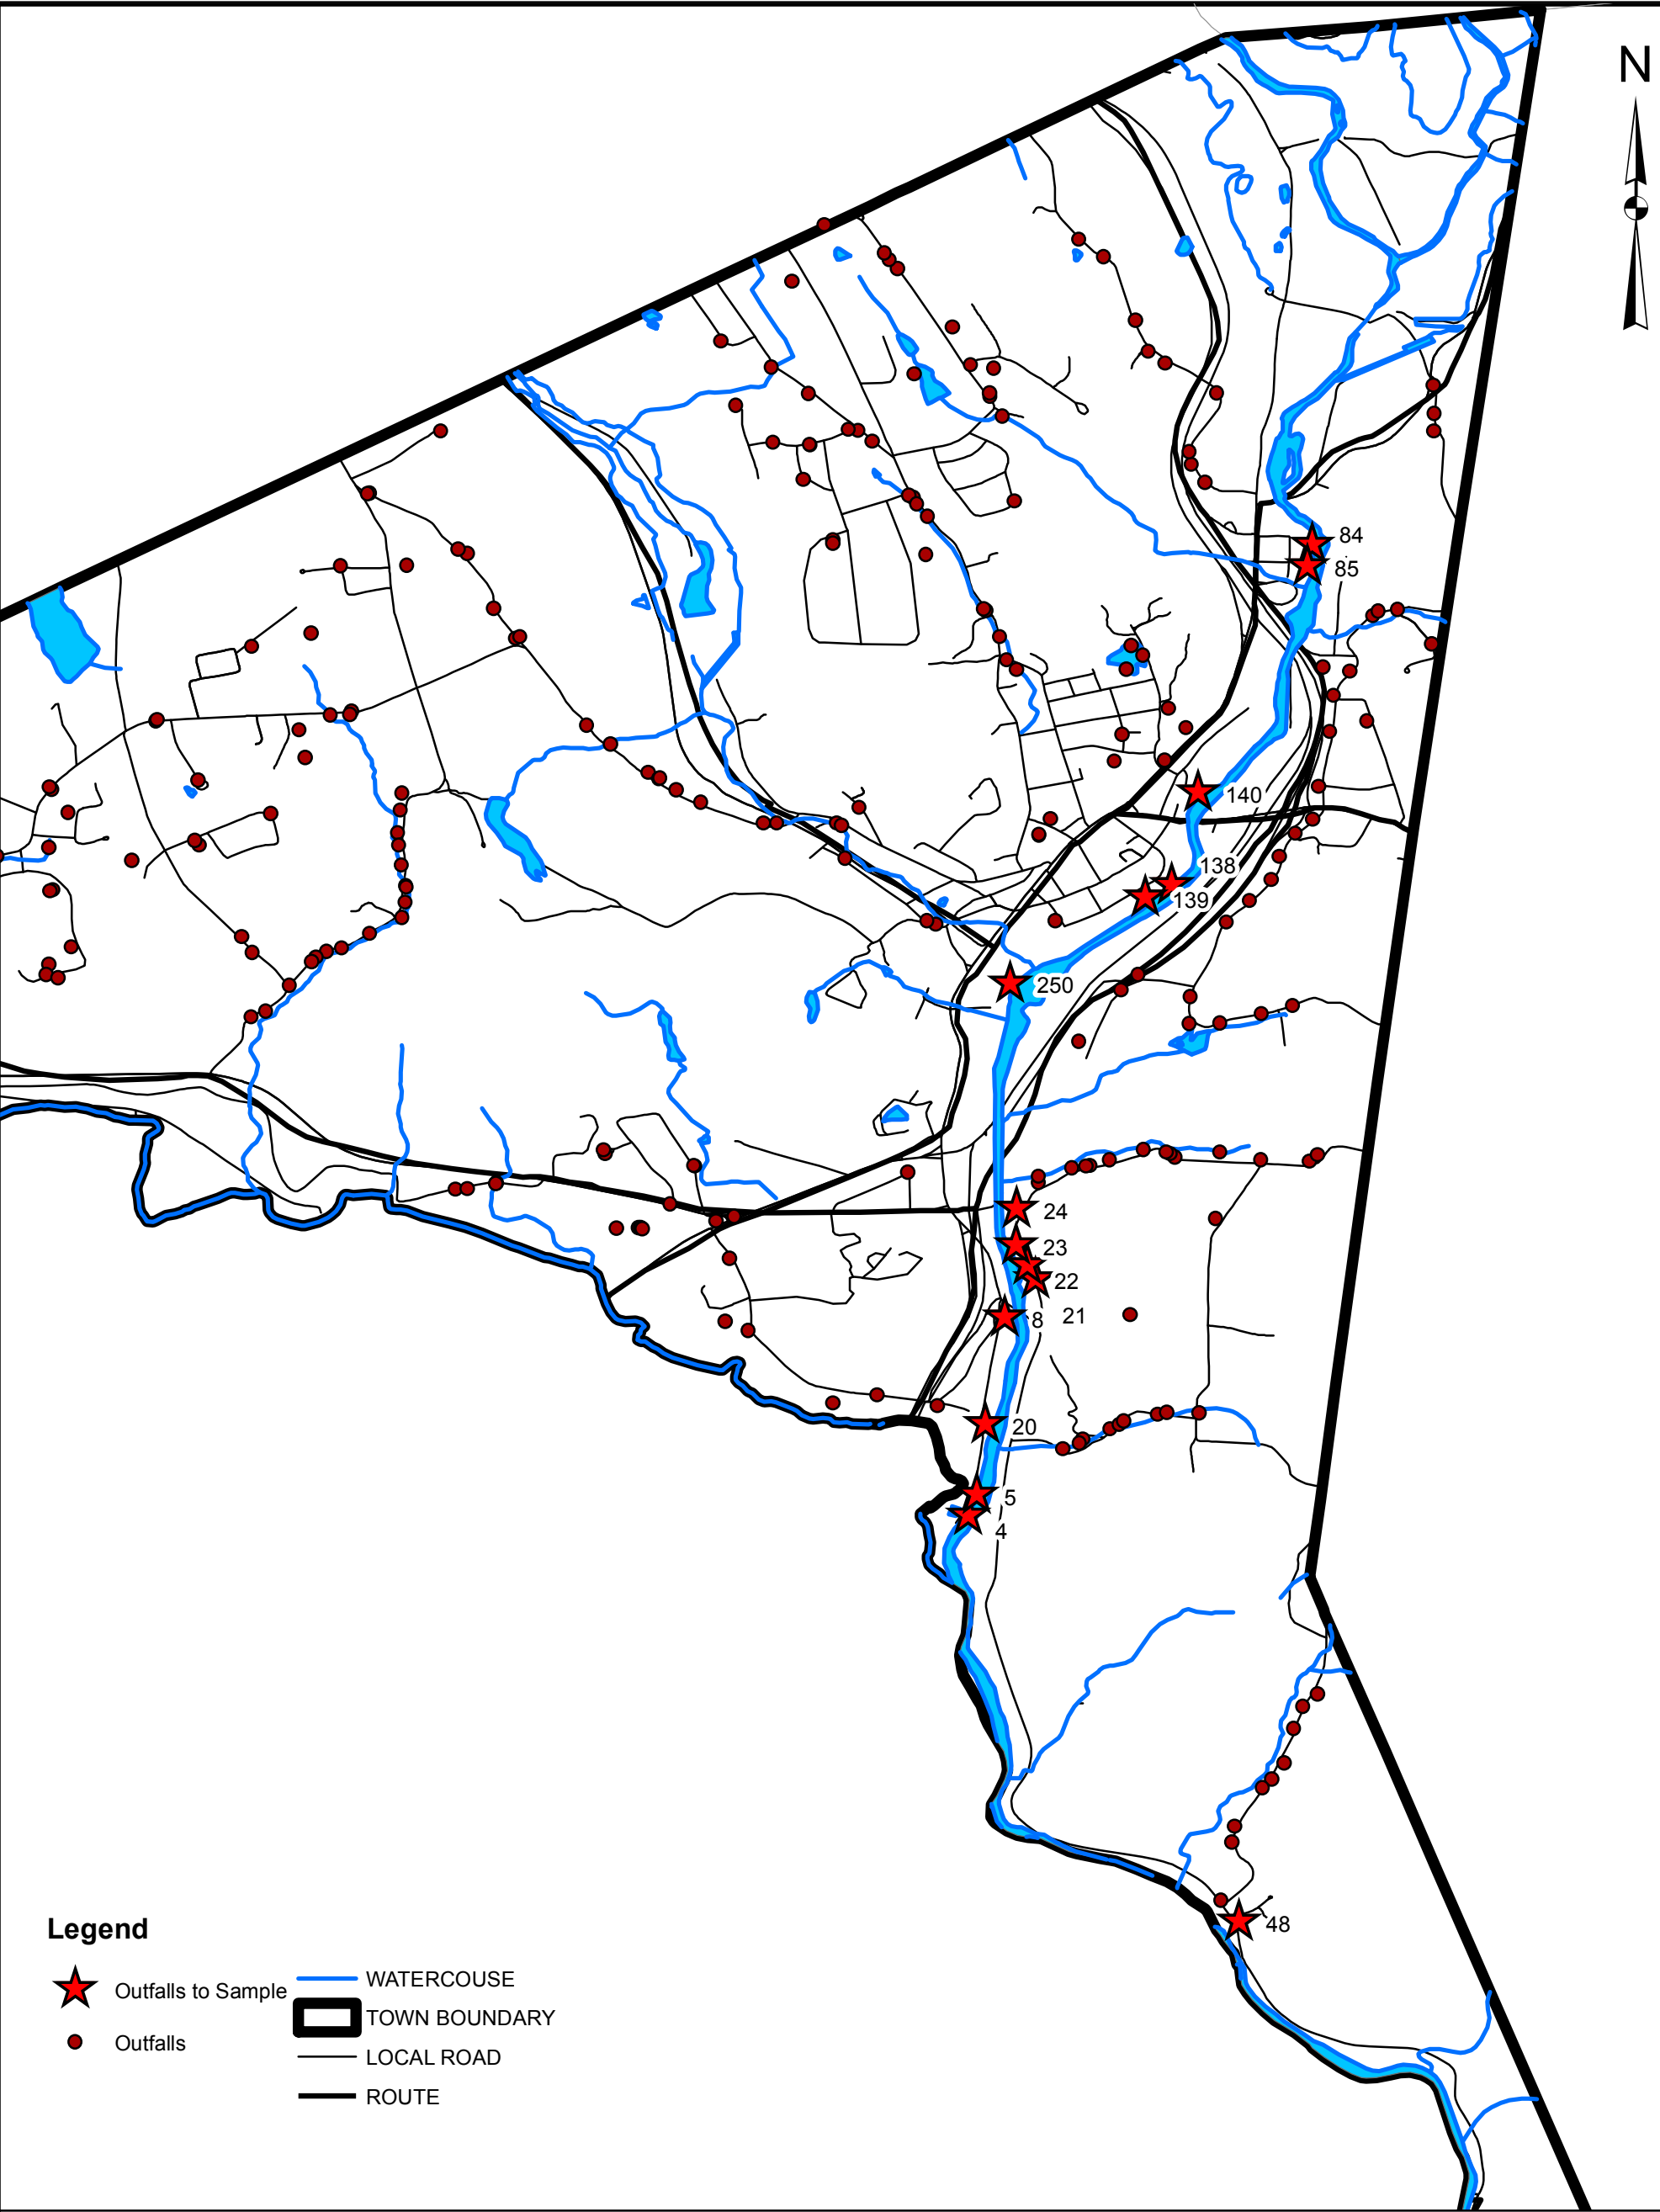 N
84
85
140
138
139
250
24
23
22
21
8
20
5
4
48
Legend
Outfalls to Sample
Outfalls
WATERCOUSE
TOWN BOUNDARY
LOCAL ROAD
ROUTE